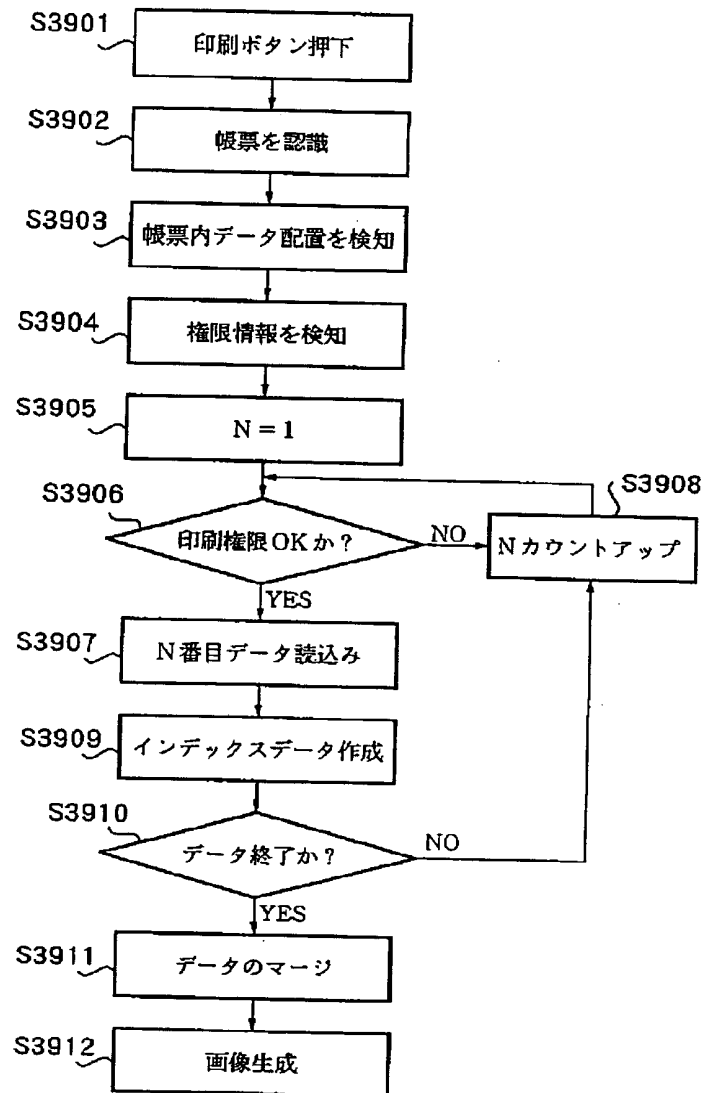 S3901
印刷ボタン押下
S3902
帳票を認識
S3903
帳票内データ配置を検知
S3904
権限情報を検知
S3905
N＝1
S3906
印刷権限OKか？
NO
S3908
Nカウントアップ
YES
S3907
N番目データ読込み
S3909
インデックスデータ作成
S3910
データ終了か？
NO
YES
S3911
データのマージ
S3912
画像生成